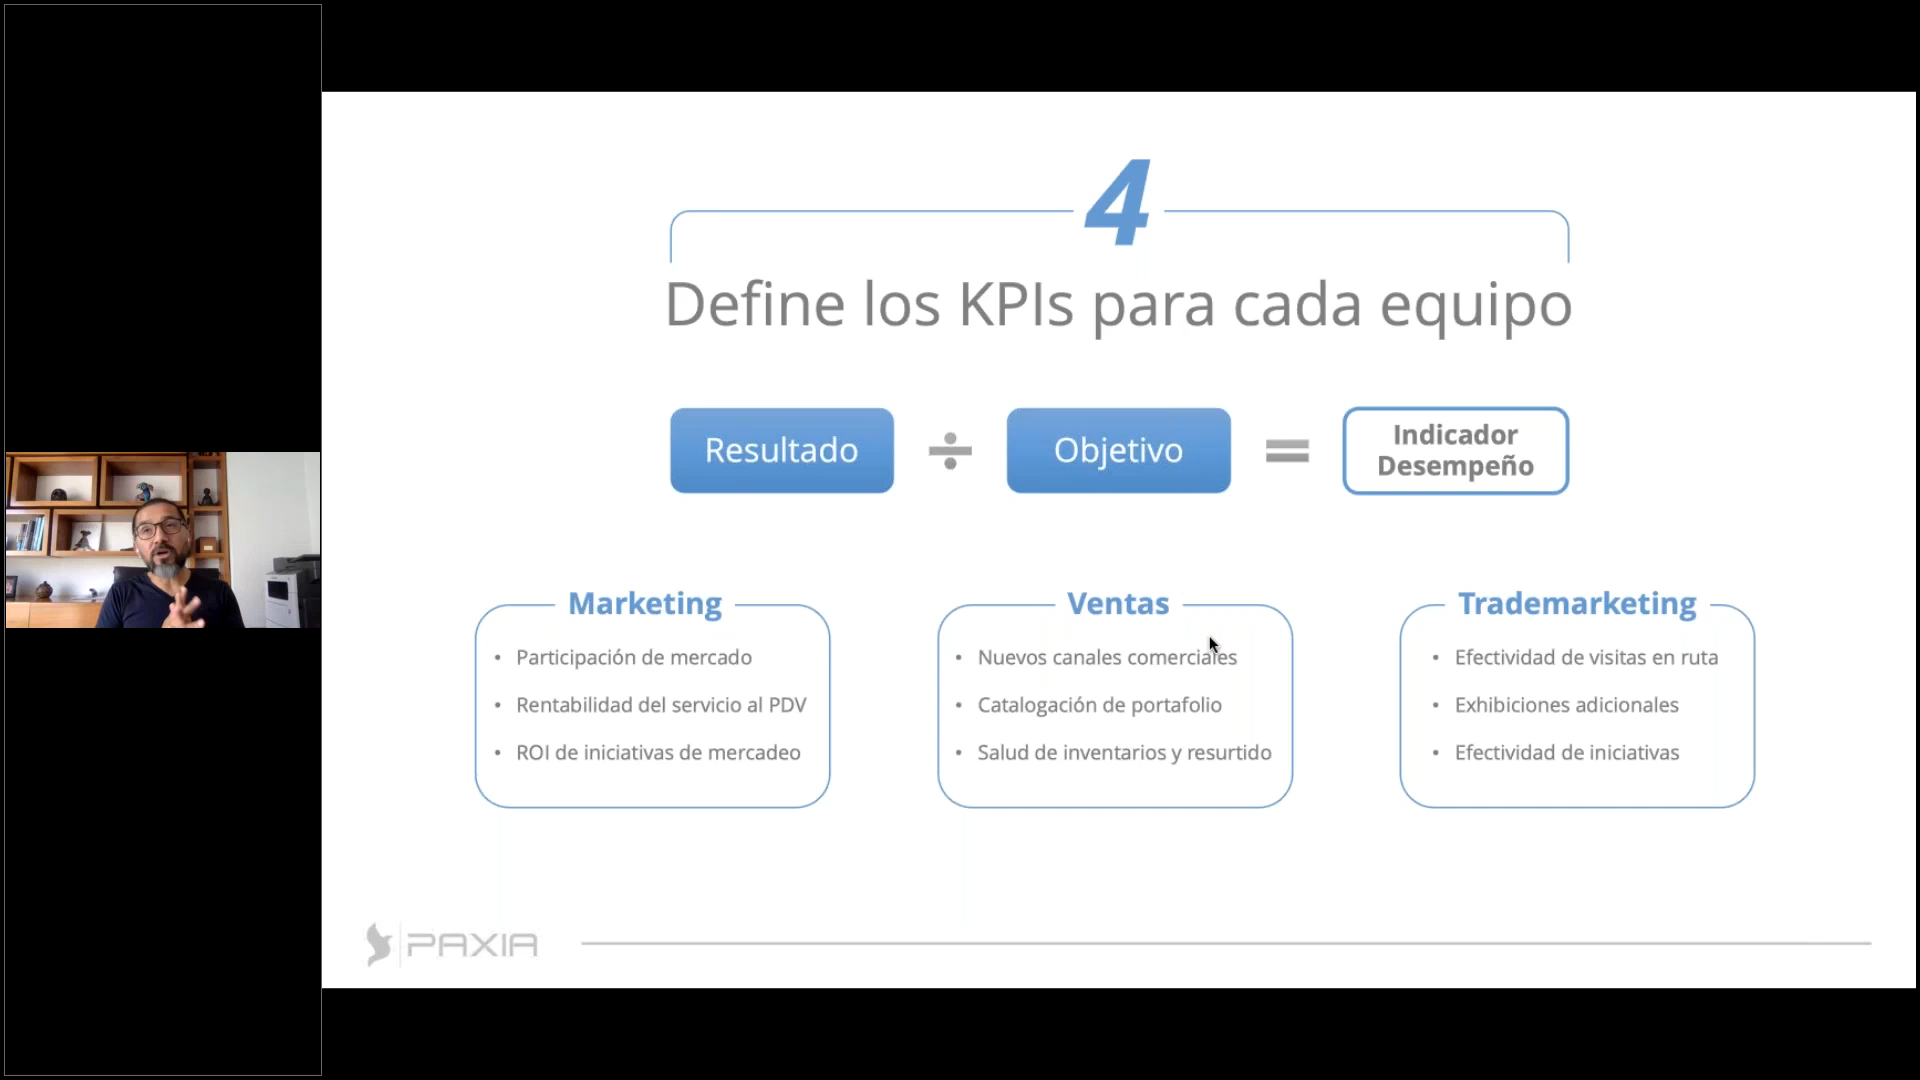 4
Define los KPIs para cada equipo
Resultado ÷ Objetivo = Indicador Desempeño
Marketing
• Participación de mercado
• Rentabilidad del servicio al PDV
• ROI de iniciativas de mercadeo
Ventas
• Nuevos canales comerciales
• Catalogación de portafolio
• Salud de inventarios y resurtido
Trademarketing
• Efectividad de visitas en ruta
• Exhibiciones adicionales
• Efectividad de iniciativas
PAXIA